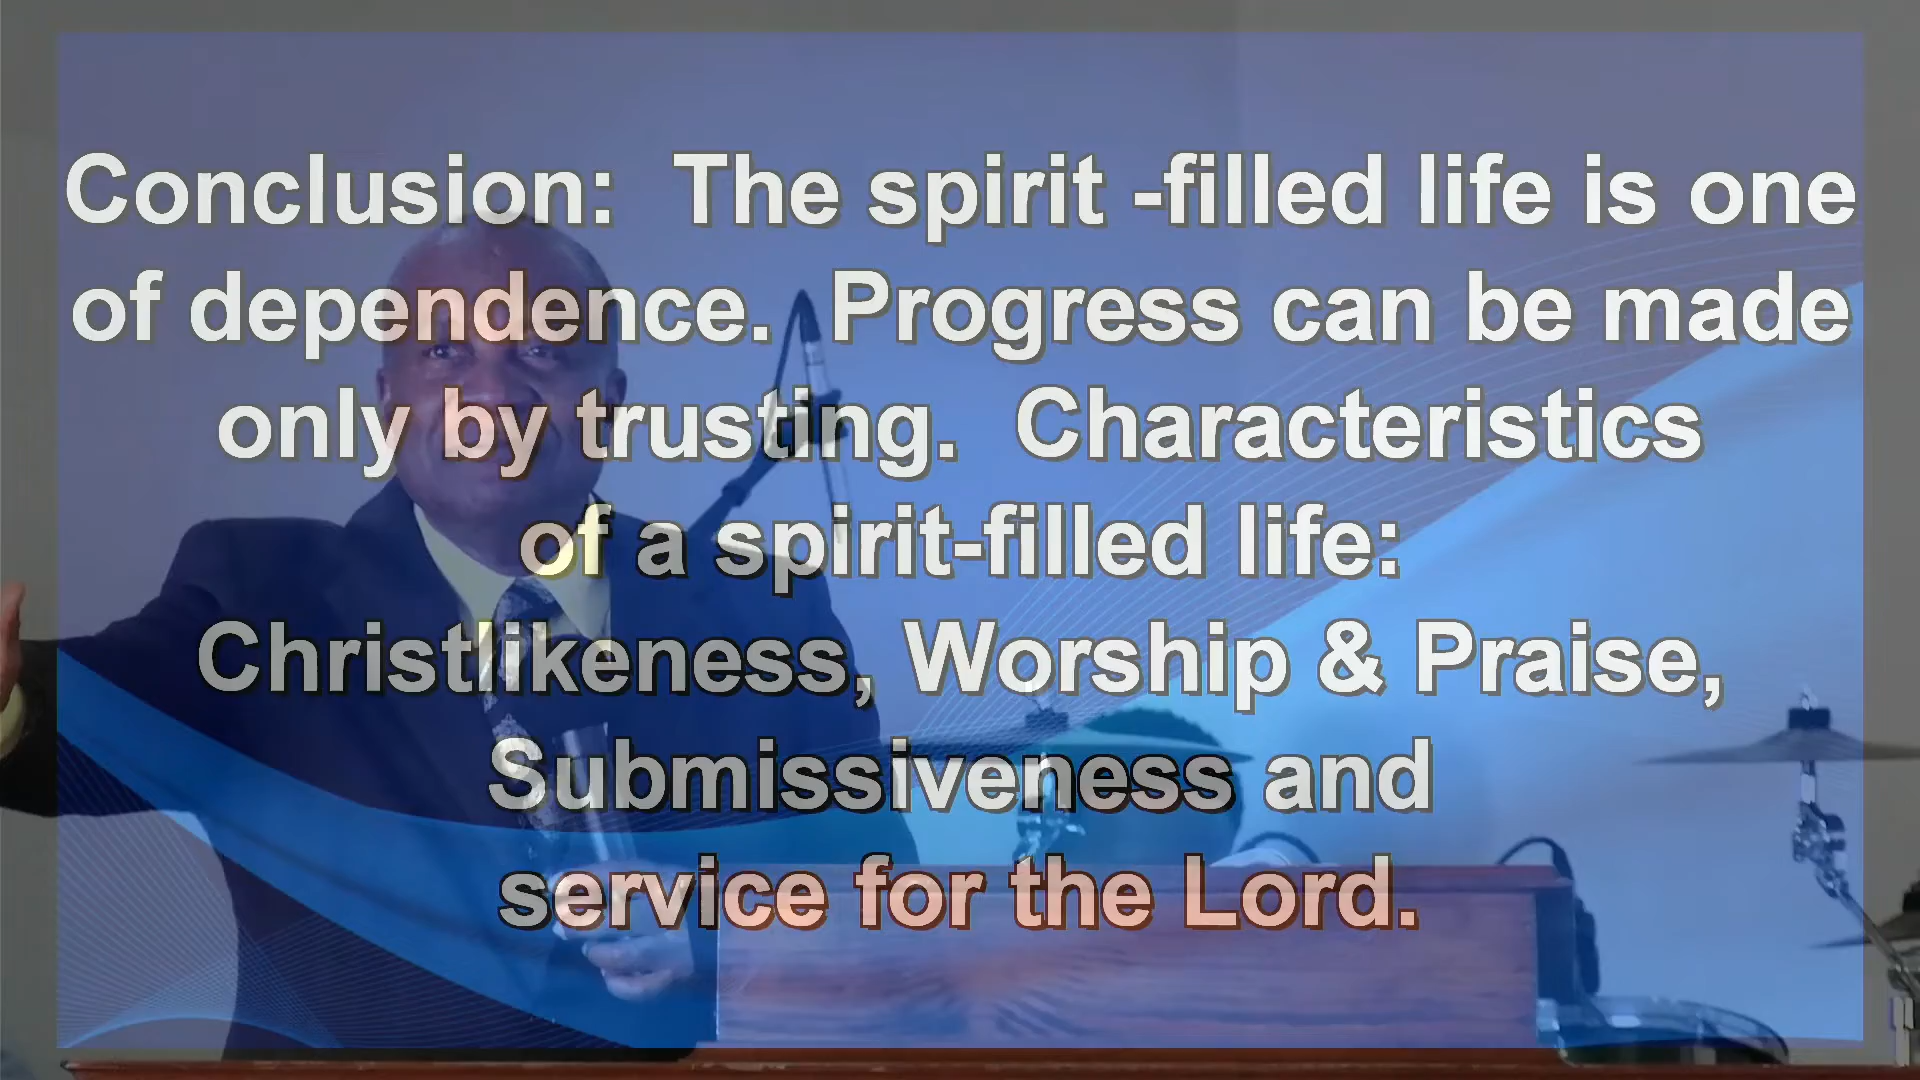 Conclusion:  The spirit -filled life is one
of dependence.  Progress can be made
only by trusting.  Characteristics
of a spirit-filled life:
Christlikeness, Worship & Praise,
Submissiveness and
service for the Lord.